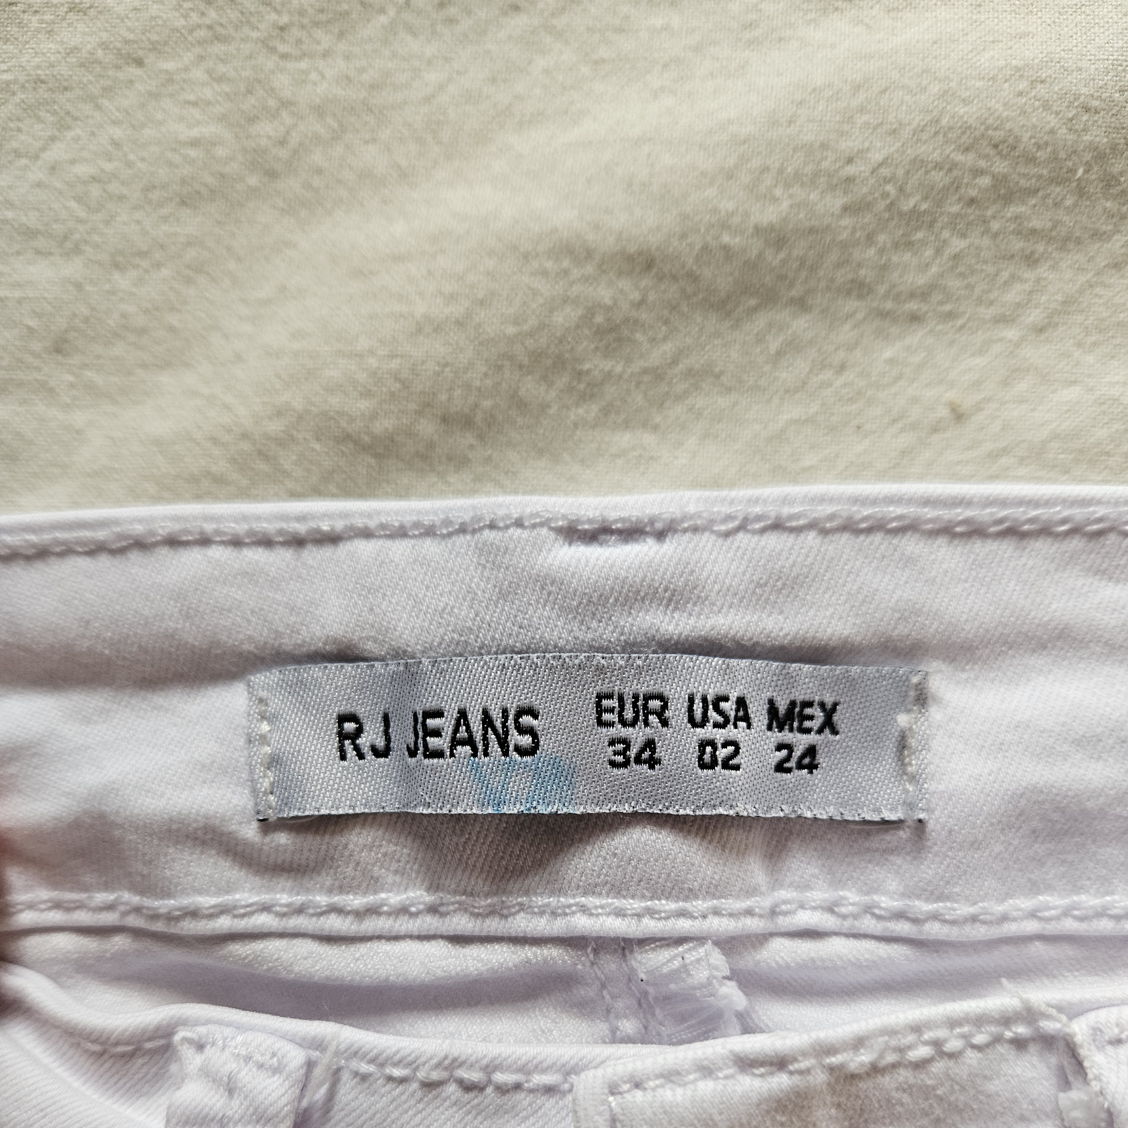 RJ JEANS
EUR USA MEX
34 02 24